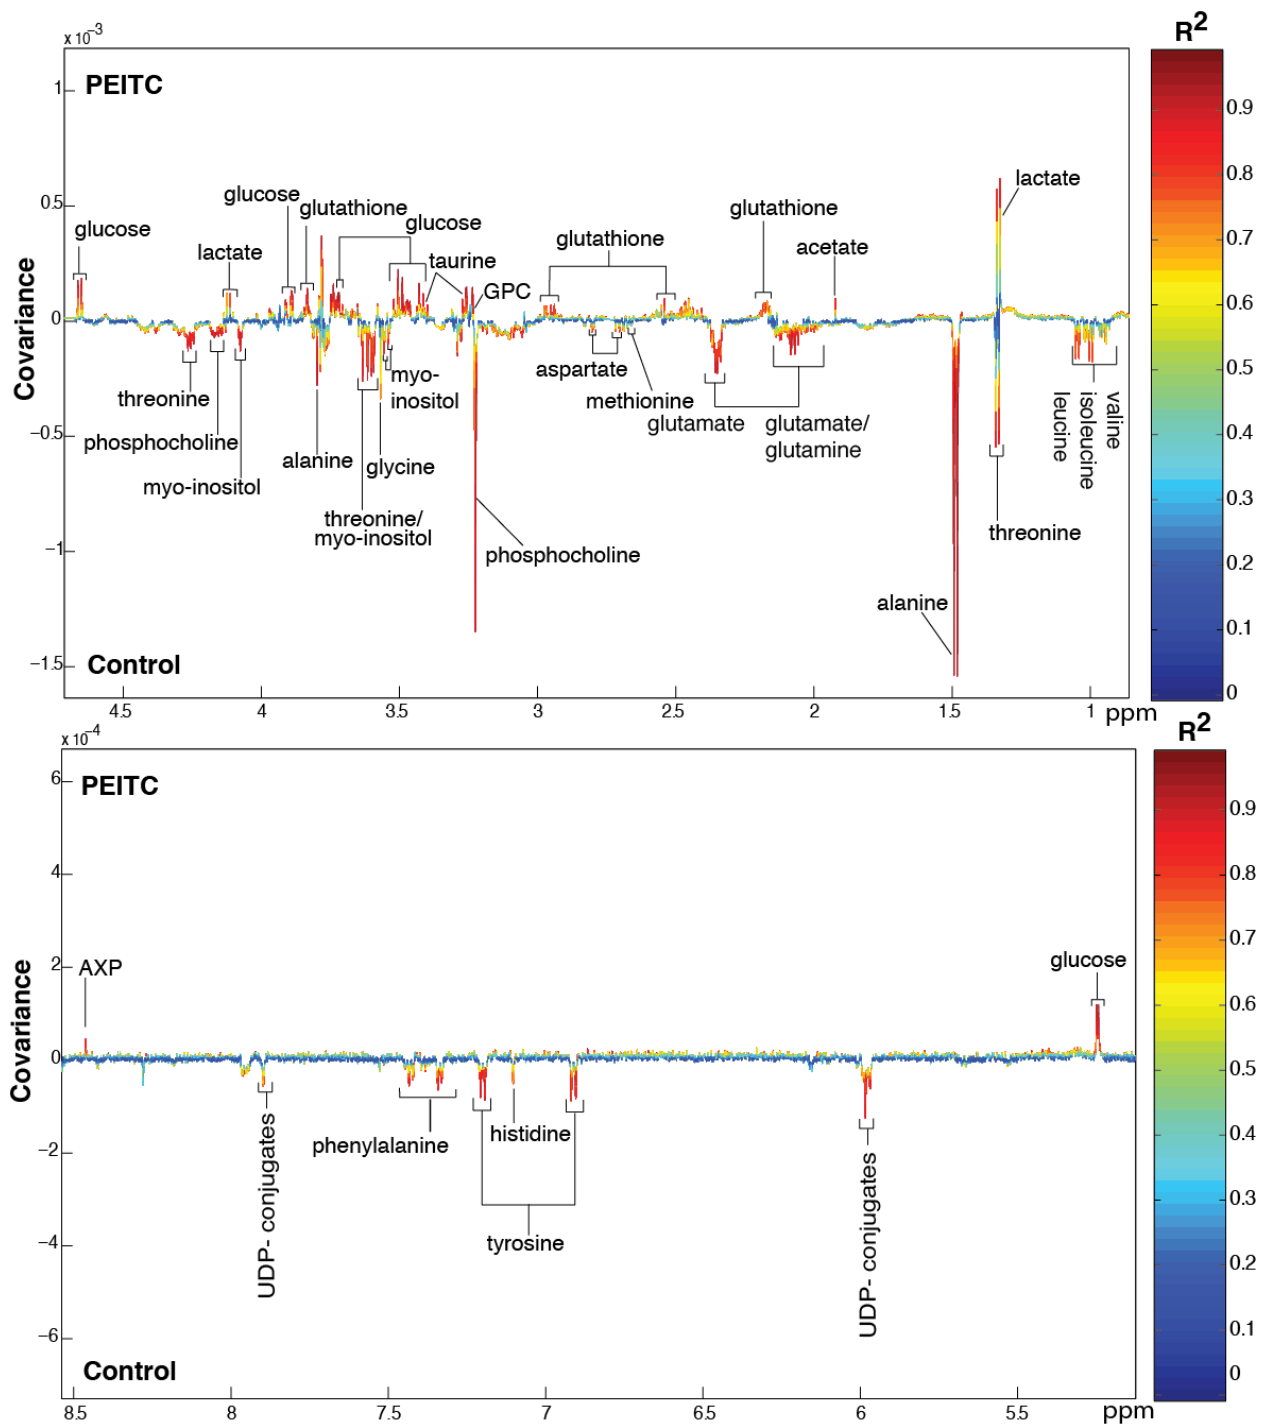 x 10⁻³
R²
PEITC
1
0.5
0
−0.5
−1
−1.5
Covariance
glucose
lactate
glucose
glutathione
glucose
taurine
GPC
glutathione
glutathione
acetate
lactate
threonine
phosphocholine
myo-inositol
alanine
glycine
threonine/
myo-inositol
myo-
inositol
phosphocholine
aspartate
methionine
glutamate
glutamate/
glutamine
alanine
threonine
leucine
isoleucine
valine
Control
4.5
4
3.5
3
2.5
2
1.5
1
ppm
0.9
0.8
0.7
0.6
0.5
0.4
0.3
0.2
0.1
0
x 10⁻⁴
R²
PEITC
6
4
2
0
−2
−4
−6
Covariance
AXP
glucose
UDP- conjugates
phenylalanine
histidine
tyrosine
UDP- conjugates
Control
8.5
8
7.5
7
6.5
6
5.5
ppm
0.9
0.8
0.7
0.6
0.5
0.4
0.3
0.2
0.1
0